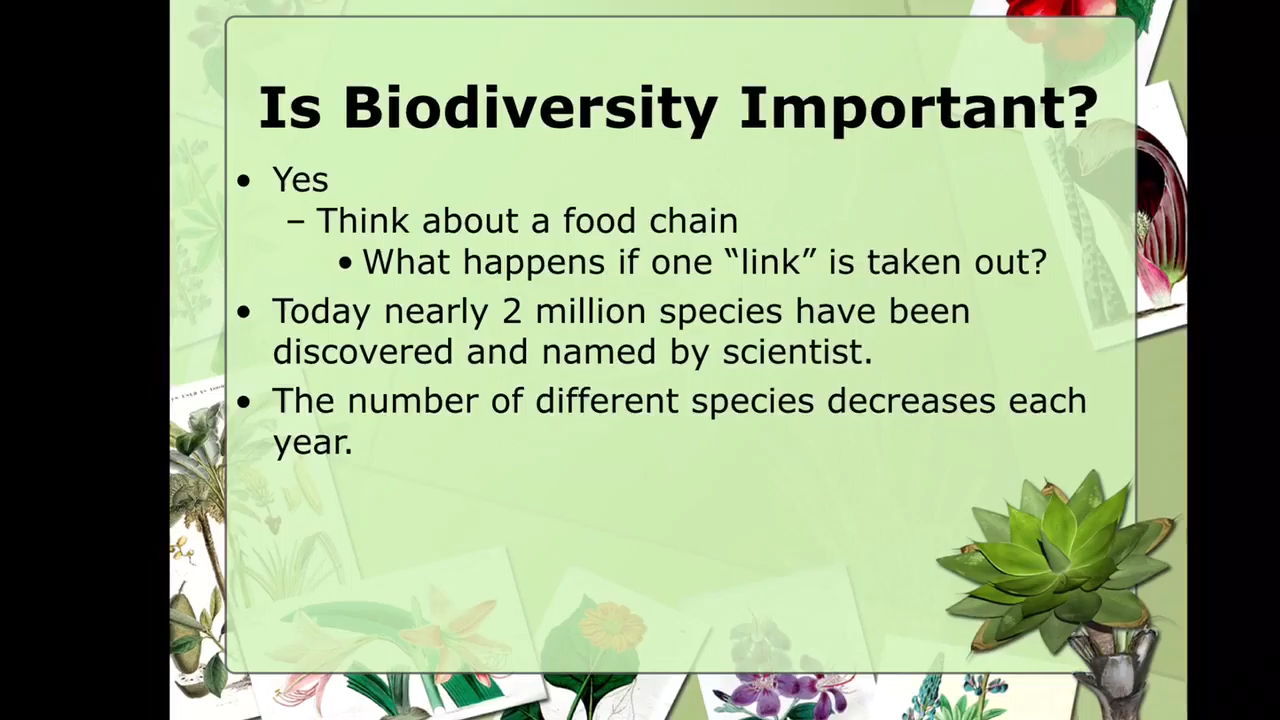 Is Biodiversity Important?
• Yes
– Think about a food chain
• What happens if one “link” is taken out?
• Today nearly 2 million species have been
discovered and named by scientist.
• The number of different species decreases each
year.